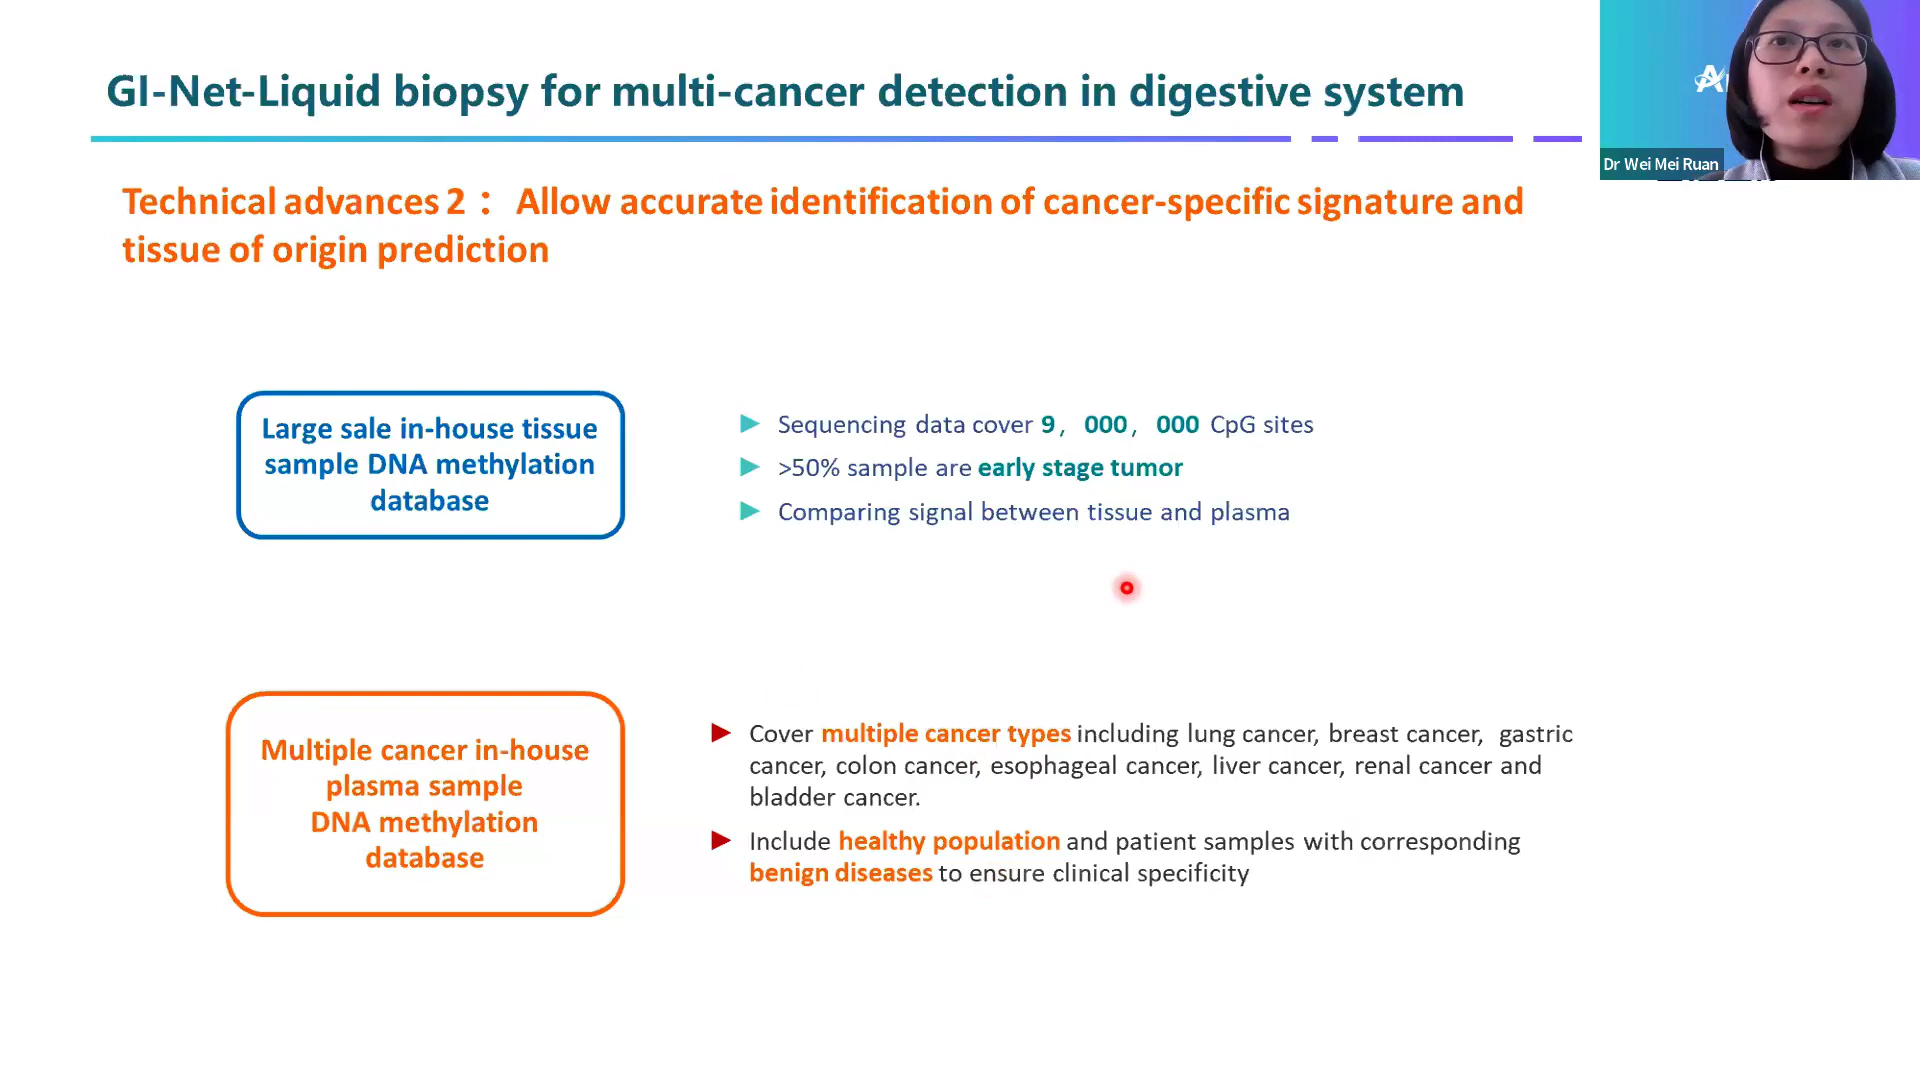 GI-Net-Liquid biopsy for multi-cancer detection in digestive system
Dr Wei Mei Ruan
Technical advances 2： Allow accurate identification of cancer-specific signature and
tissue of origin prediction
Large sale in-house tissue
sample DNA methylation
database
Sequencing data cover 9，000，000 CpG sites
>50% sample are early stage tumor
Comparing signal between tissue and plasma
Multiple cancer in-house
plasma sample
DNA methylation
database
Cover multiple cancer types including lung cancer, breast cancer, gastric
cancer, colon cancer, esophageal cancer, liver cancer, renal cancer and
bladder cancer.
Include healthy population and patient samples with corresponding
benign diseases to ensure clinical specificity